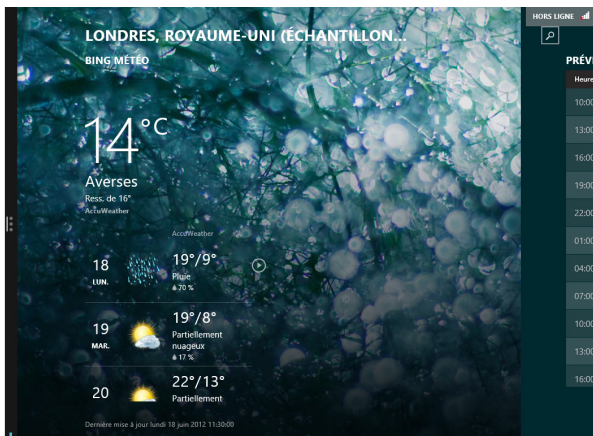 LONDRES, ROYAUME-UNI (ÉCHANTILLON...
BING MÉTÉO
14°C
Averses
Ress. de 16°
AccuWeather
AccuWeather
18
LUN.
19°/9°
Pluie
70 %
19
MAR.
19°/8°
Partiellement
nuageux
17 %
20
22°/13°
Partiellement
Dernière mise à jour lundi 18 juin 2012 11:30:00
HORS LIGNE
PRÉVI
Heure
10:00
13:00
16:00
19:00
22:00
01:00
04:00
07:00
10:00
13:00
16:00